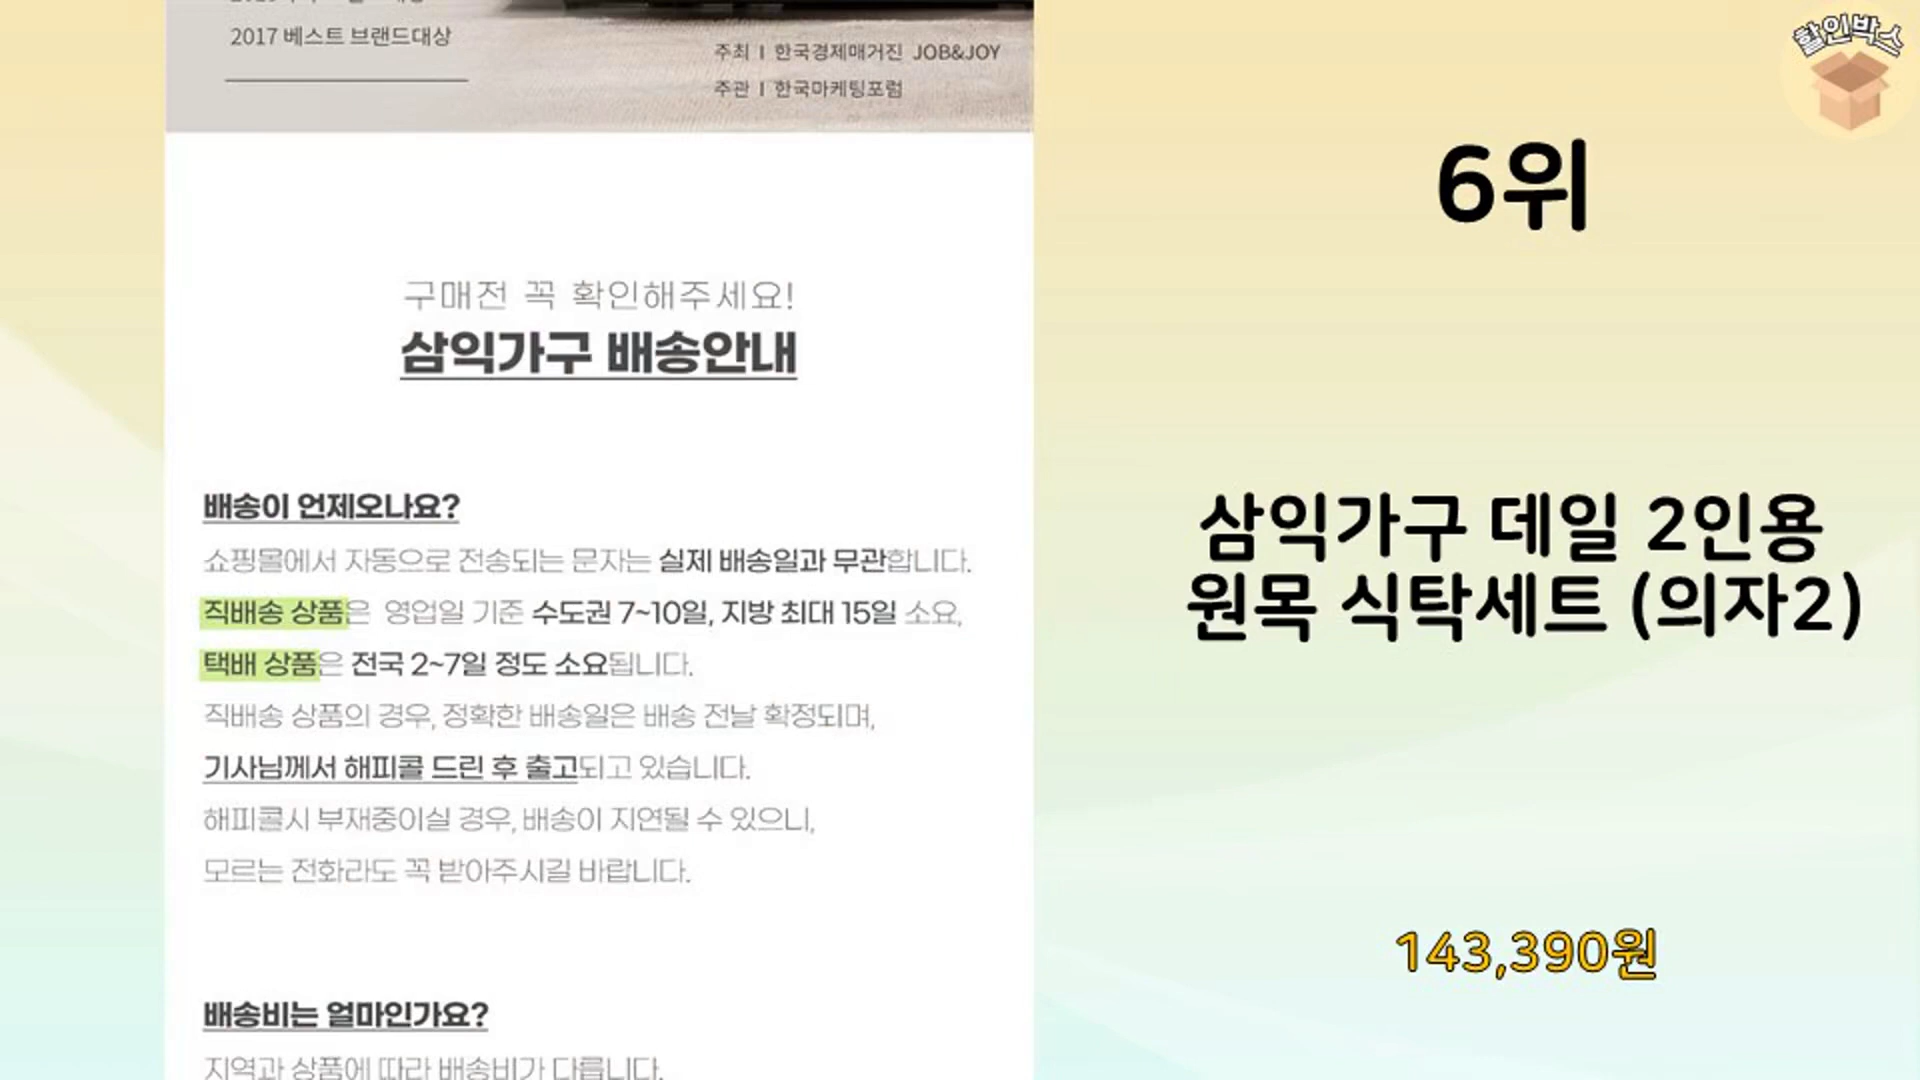 2017 베스트 브랜드대상
주최 I 한국경제매거진 JOB&JOY
주관 I 한국마케팅포럼
구매전 꼭 확인해주세요!
삼익가구 배송안내
배송이 언제오나요?
쇼핑몰에서 자동으로 전송되는 문자는 실제 배송일과 무관합니다.
직배송 상품은 영업일 기준 수도권 7~10일, 지방 최대 15일 소요,
택배 상품은 전국 2~7일 정도 소요됩니다.
직배송 상품의 경우, 정확한 배송일은 배송 전날 확정되며,
기사님께서 해피콜 드린 후 출고되고 있습니다.
해피콜시 부재중이실 경우, 배송이 지연될 수 있으니,
모르는 전화라도 꼭 받아주시길 바랍니다.
배송비는 얼마인가요?
지역과 상품에 따라 배송비가 다릅니다.
할인박스
6위
삼익가구 데일 2인용
원목 식탁세트 (의자2)
143,390원